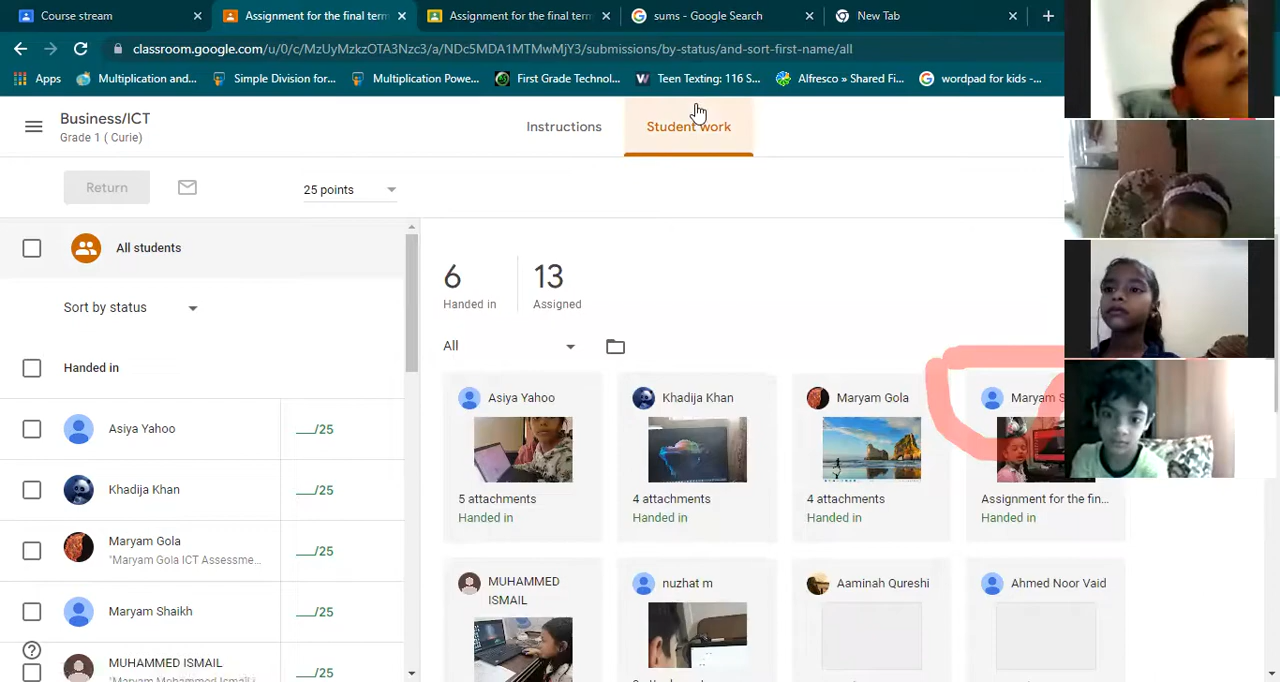 Course stream
Assignment for the final term
Assignment for the final term
sums - Google Search
New Tab
classroom.google.com/u/0/c/MzUyMzkzOTA3Nzc3/a/NDc5MDA1MTMwMjY3/submissions/by-status/and-sort-first-name/all
Apps
Multiplication and...
Simple Division for...
Multiplication Powe...
First Grade Technol...
Teen Texting: 116 S...
Alfresco » Shared Fi...
wordpad for kids -...
Business/ICT
Grade 1 ( Curie)
Instructions
Student work
Return
25 points
All students
Sort by status
Handed in
Asiya Yahoo
__/25
Khadija Khan
__/25
Maryam Gola
"Maryam Gola ICT Assessme...
__/25
Maryam Shaikh
__/25
MUHAMMED ISMAIL
__/25
6
Handed in
13
Assigned
All
Asiya Yahoo
5 attachments
Handed in
Khadija Khan
4 attachments
Handed in
Maryam Gola
4 attachments
Handed in
Maryam S
Assignment for the fin...
Handed in
MUHAMMED
ISMAIL
nuzhat m
Aaminah Qureshi
Ahmed Noor Vaid